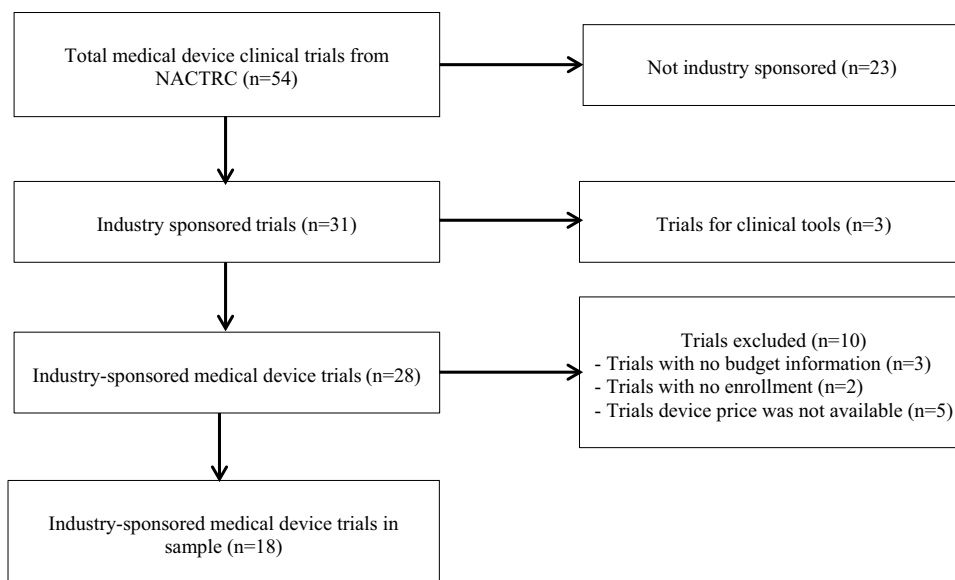 Total medical device clinical trials from
NACTRC (n=54)
Not industry sponsored (n=23)
Industry sponsored trials (n=31)
Trials for clinical tools (n=3)
Industry-sponsored medical device trials (n=28)
Trials excluded (n=10)
- Trials with no budget information (n=3)
- Trials with no enrollment (n=2)
- Trials device price was not available (n=5)
Industry-sponsored medical device trials in
sample (n=18)